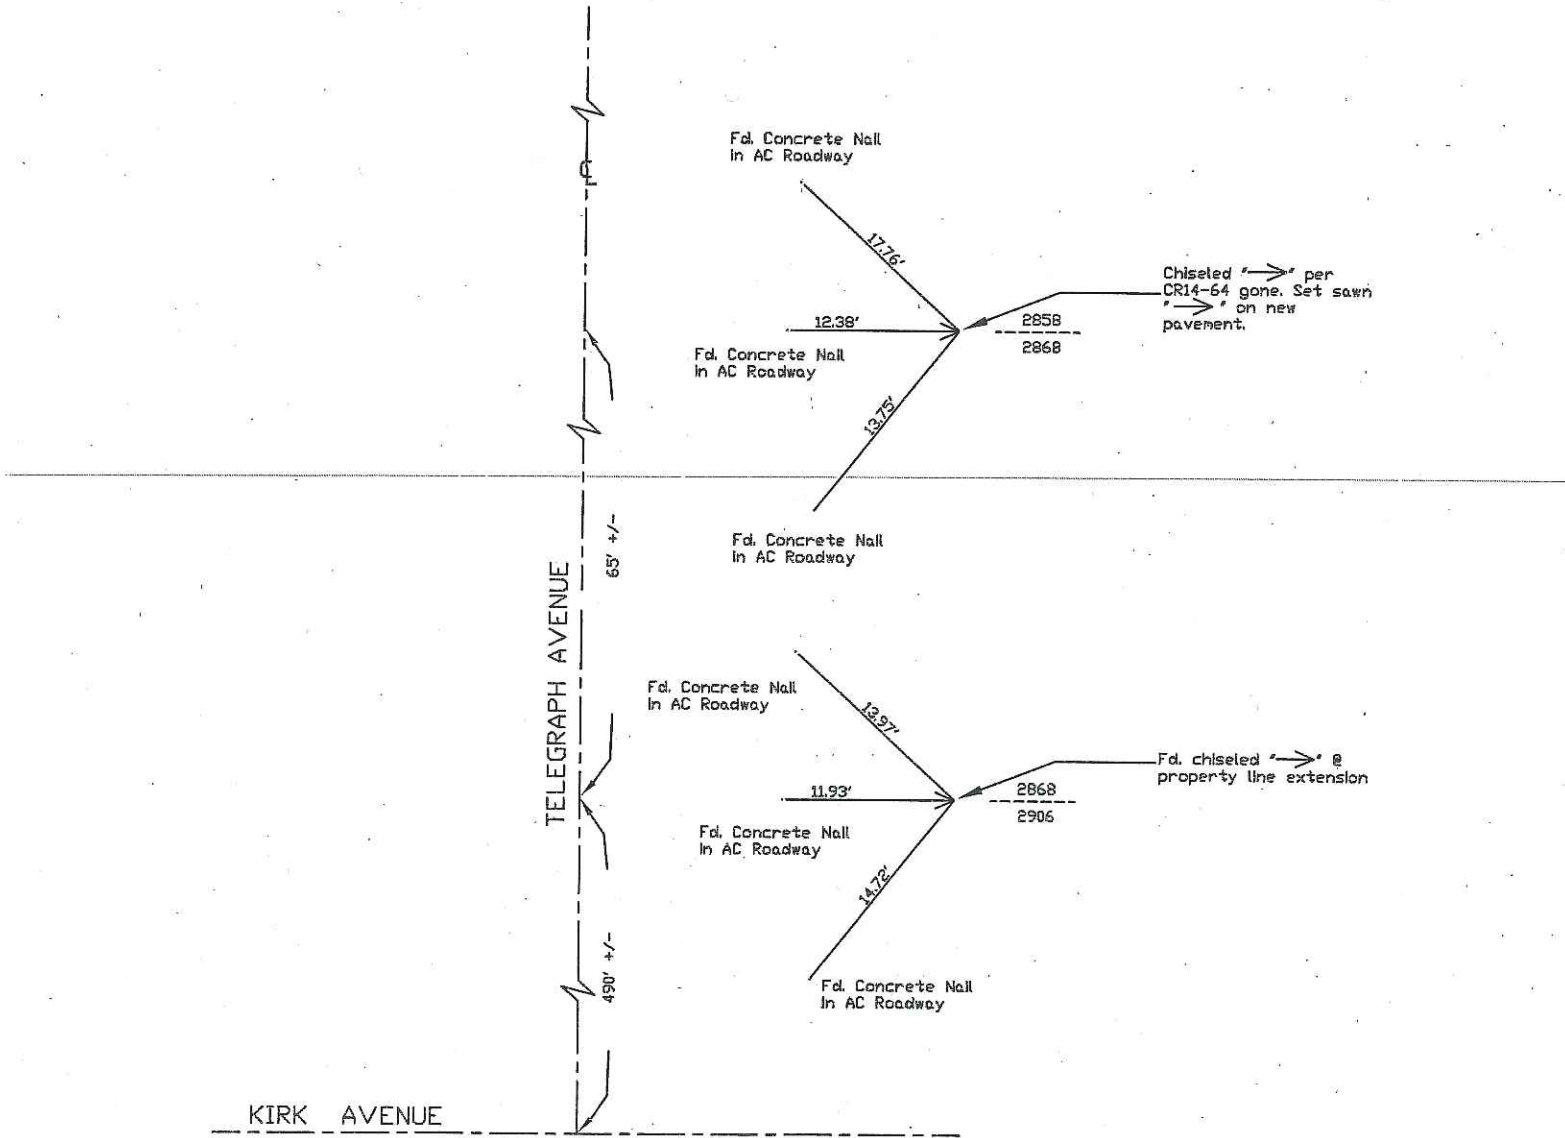 Fd. Concrete Nail
in AC Roadway
17.76'
Chiseled "→" per
CR14-64 gone. Set sawn
"→" on new
pavement.
12.38'
2858
2868
Fd. Concrete Nail
in AC Roadway
13.75'
Fd. Concrete Nail
in AC Roadway
65' +/-
TELEGRAPH AVENUE
Fd. Concrete Nail
in AC Roadway
13.97'
Fd. chiseled "→" @
property line extension
11.93'
2868
2906
Fd. Concrete Nail
in AC Roadway
14.72'
490' +/-
Fd. Concrete Nail
in AC Roadway
KIRK AVENUE